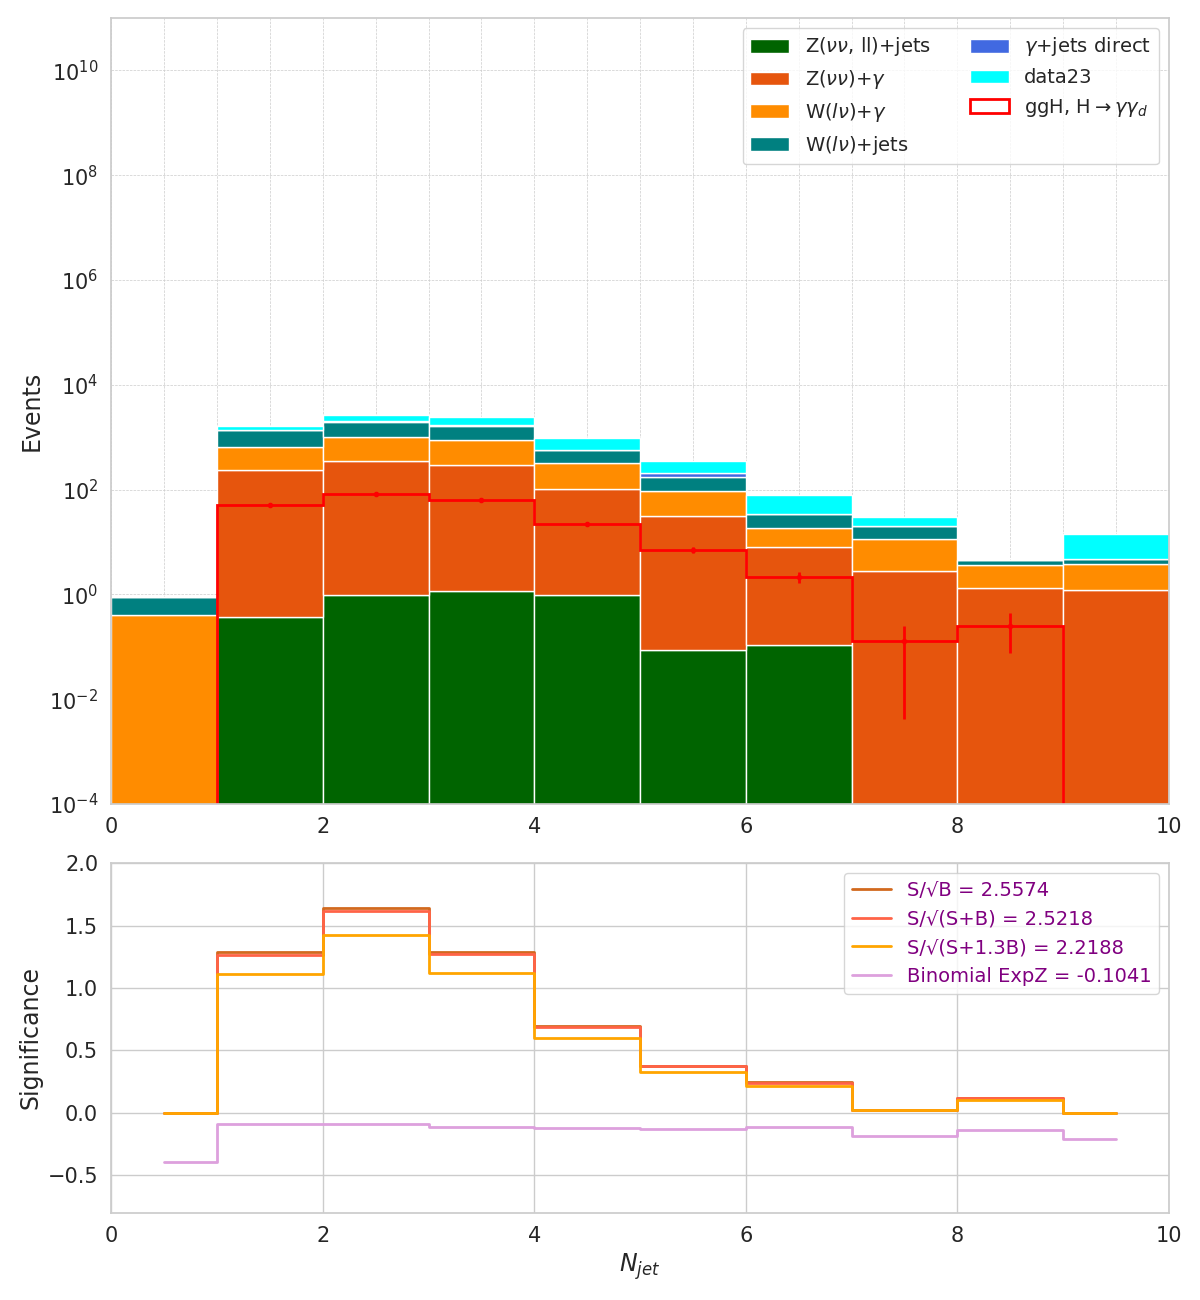 Z(νν, ll)+jets
Z(νν)+γ
W(lν)+γ
W(lν)+jets
γ+jets direct
data23
ggH, H→γγ_d
Events
10^10
10^8
10^6
10^4
10^2
10^0
10^−2
10^−4
0 2 4 6 8 10
S/√B = 2.5574
S/√(S+B) = 2.5218
S/√(S+1.3B) = 2.2188
Binomial ExpZ = -0.1041
Significance
2.0
1.5
1.0
0.5
0.0
−0.5
0 2 4 6 8 10
N_jet